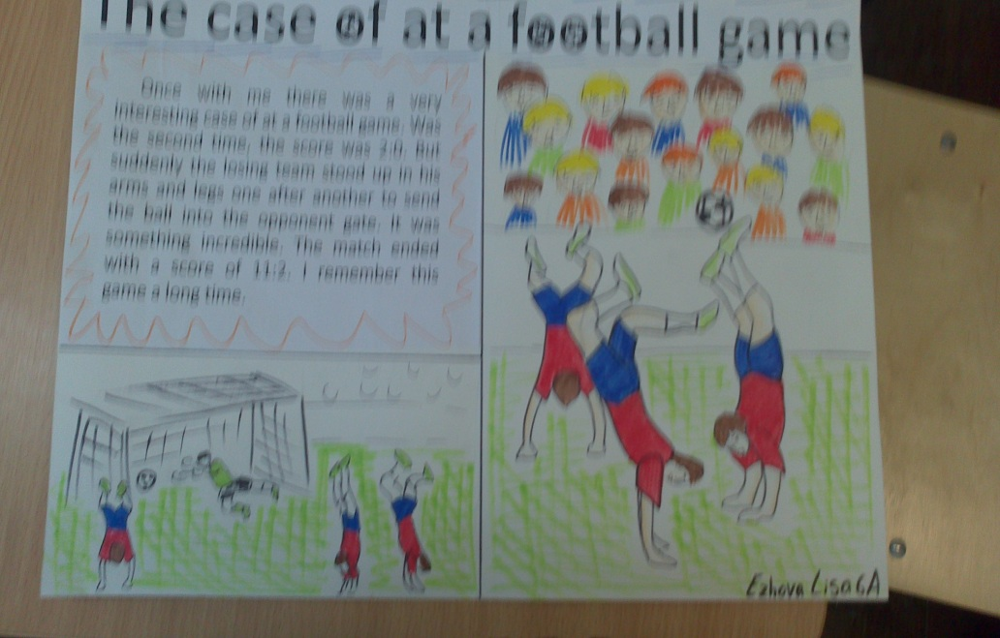 The case of at a football game
Once with me there was a very
interesting case of at a football game. Was
the second time, the score was 2:0. But
suddenly the losing team stood up in his
arms and legs one after another to send
the ball into the opponent gate. It was
something incredible. The match ended
with a score of 11:2. I remember this
game a long time.
Ezhova Lisa 6A